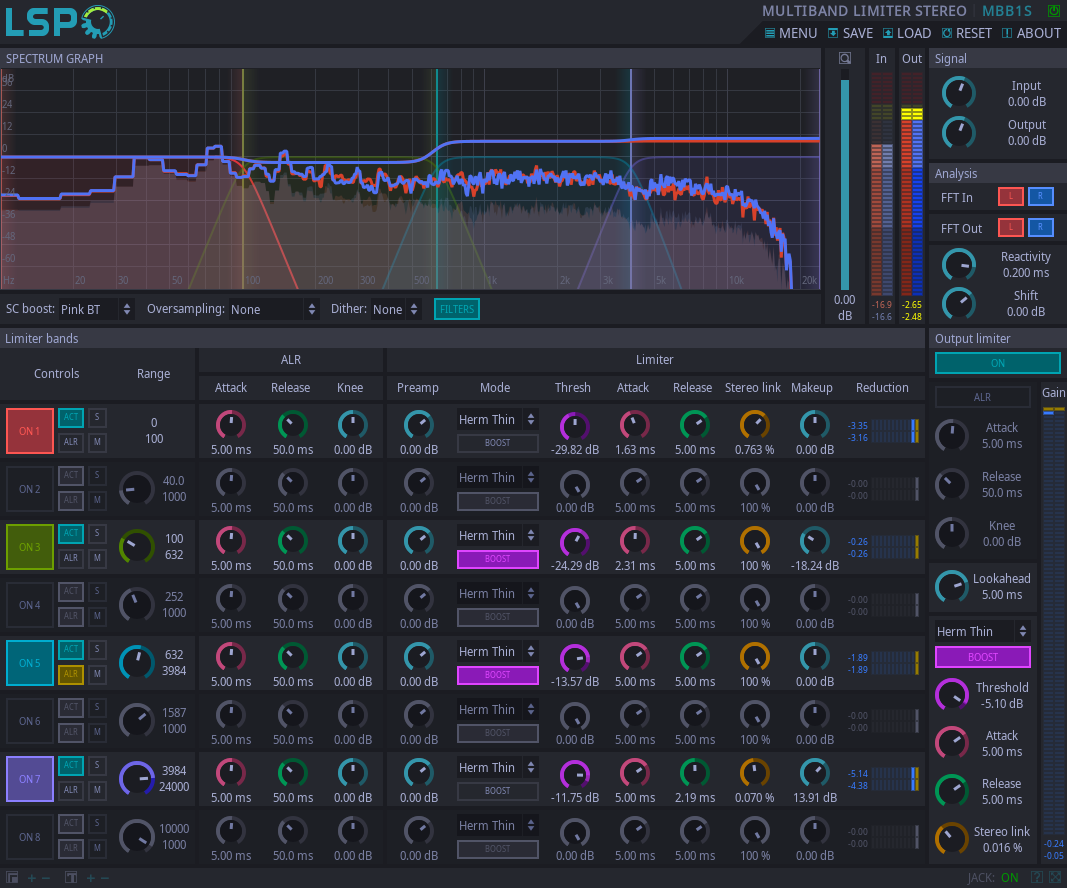 LSP
MULTIBAND LIMITER STEREO MBB1S
MENU SAVE LOAD RESET ABOUT
SPECTRUM GRAPH
dB
36
24
12
0
-12
-24
-36
-48
-60
Hz 20 30 50 100 200 300 500 1k 2k 3k 5k 10k 20k
SC boost: Pink BT Oversampling: None Dither: None FILTERS
0.00
dB
In Out
-16.9 -2.65
-16.6 -2.48
Signal
Input
0.00 dB
Output
0.00 dB
Analysis
FFT In L R
FFT Out L R
Reactivity
0.200 ms
Shift
0.00 dB
Limiter bands
Controls Range
ALR
Limiter
Attack Release Knee Preamp Mode Thresh Attack Release Stereo link Makeup Reduction
ON 1 ACT S ALR M
0
100
5.00 ms 50.0 ms 0.00 dB 0.00 dB Herm Thin BOOST -29.82 dB 1.63 ms 5.00 ms 0.763 % 0.00 dB
-3.35
-3.16
ON 2 ACT S ALR M
40.0
1000
5.00 ms 50.0 ms 0.00 dB 0.00 dB Herm Thin BOOST 0.00 dB 5.00 ms 5.00 ms 100 % 0.00 dB
-0.00
-0.00
ON 3 ACT S ALR M
100
632
5.00 ms 50.0 ms 0.00 dB 0.00 dB Herm Thin BOOST -24.29 dB 2.31 ms 5.00 ms 100 % -18.24 dB
-0.26
-0.26
ON 4 ACT S ALR M
252
1000
5.00 ms 50.0 ms 0.00 dB 0.00 dB Herm Thin BOOST 0.00 dB 5.00 ms 5.00 ms 100 % 0.00 dB
-0.00
-0.00
ON 5 ACT S ALR M
632
3984
5.00 ms 50.0 ms 0.00 dB 0.00 dB Herm Thin BOOST -13.57 dB 5.00 ms 5.00 ms 100 % 0.00 dB
-1.89
-1.89
ON 6 ACT S ALR M
1587
1000
5.00 ms 50.0 ms 0.00 dB 0.00 dB Herm Thin BOOST 0.00 dB 5.00 ms 5.00 ms 100 % 0.00 dB
-0.00
-0.00
ON 7 ACT S ALR M
3984
24000
5.00 ms 50.0 ms 0.00 dB 0.00 dB Herm Thin BOOST -11.75 dB 5.00 ms 2.19 ms 0.070 % 13.91 dB
-5.14
-4.38
ON 8 ACT S ALR M
10000
1000
5.00 ms 50.0 ms 0.00 dB 0.00 dB Herm Thin BOOST 0.00 dB 5.00 ms 5.00 ms 100 % 0.00 dB
-0.00
-0.00
Output limiter
ON
ALR
Gain
Attack
5.00 ms
Release
50.0 ms
Knee
0.00 dB
Lookahead
5.00 ms
Herm Thin
BOOST
Threshold
-5.10 dB
Attack
5.00 ms
Release
5.00 ms
Stereo link
0.016 %
-0.24
-0.05
JACK: ON